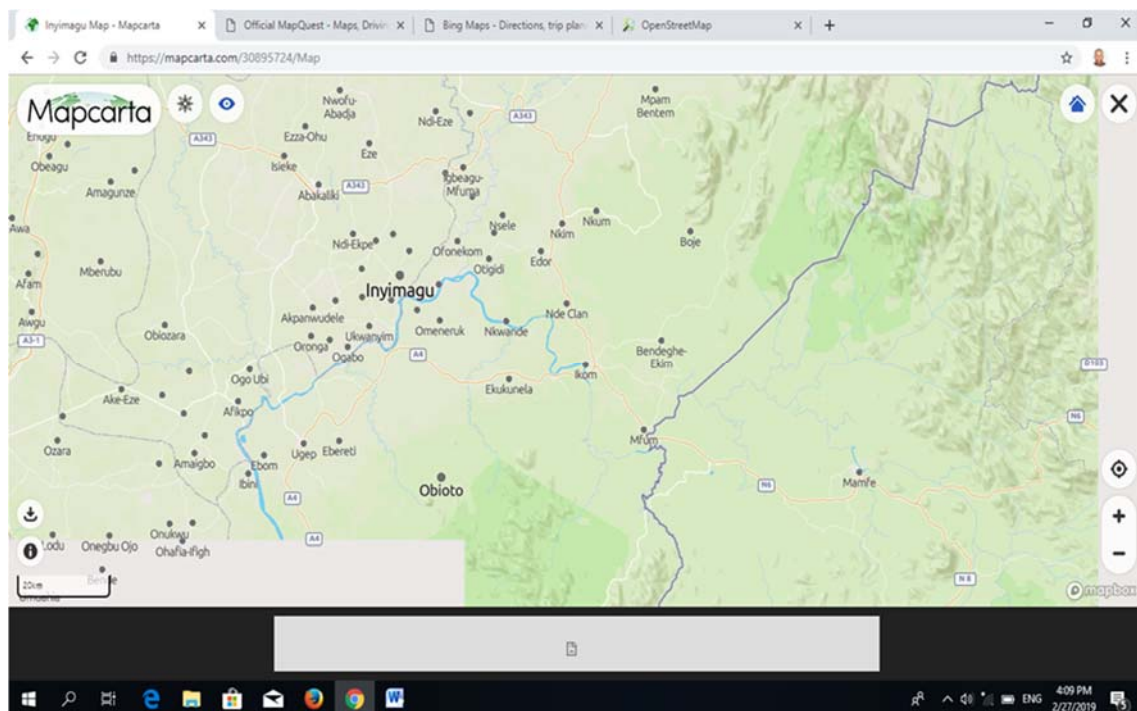 Inyimagu Map - Mapcarta
Official MapQuest - Maps, Drivin
Bing Maps - Directions, trip plan
OpenStreetMap
https://mapcarta.com/30895724/Map
Mapcarta
Nwofu-
Abadja
Ndi-Eze
A343
Mpam
Bentem
Enugu
A343
Ezza-Ohu
Eze
Obeagu
Isieke
Igbeagu-
Mfuma
Amagunze
Abakaliki
A343
Awa
Nsele
Nkim
Nkum
Ndi-Ekpe
Ofonekom
Boje
Edor
Otigidi
Afam
Mberubu
Inyimagu
Awgu
Akpanwudele
Nde Clan
A3-1
Obiozara
Ukwanyim
Omeneruk
Nkwande
Oronga
Ogabo
A4
Bendeghe-
Ekim
Ogo Ubi
Ikom
Ake-Eze
Ekukunela
Afikpo
N6
Mfum
Ozara
Amaigbo
Ebom
Ugep
Ebereti
Ibini
Obioto
N6
Mamfe
A4
Onukwu
Lodu
Onegbu Ojo
Ohafia-Ifigh
A4
Bende
20km
N8
mapbox
ENG
4:09 PM
2/27/2019